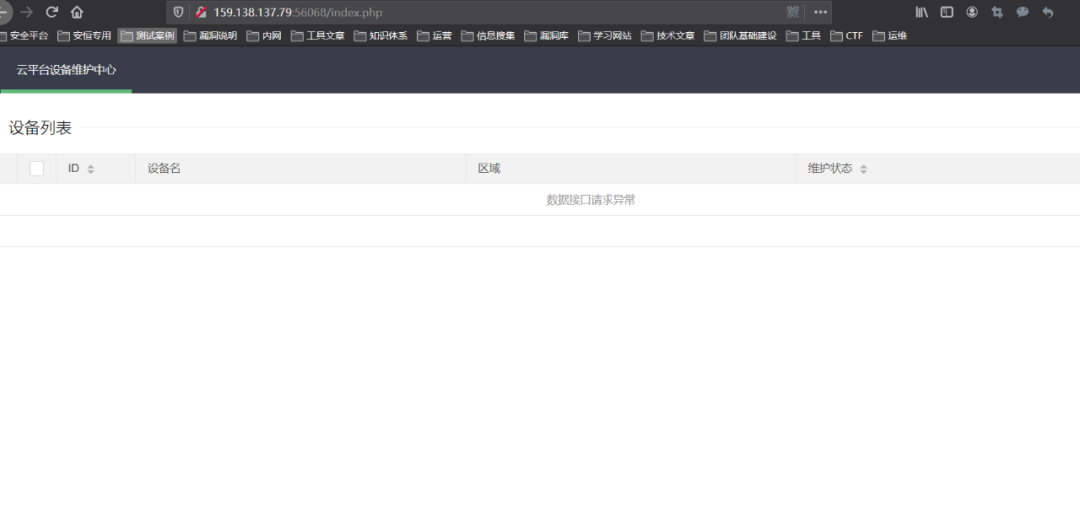 159.138.137.79:56068/index.php
安全平台 安恒专用 测试案例 漏洞说明 内网 工具文章 知识体系 运营 信息搜集 漏洞库 学习网站 技术文章 团队基础建设 工具 CTF 运维
云平台设备维护中心
设备列表
ID 设备名 区域 维护状态
数据接口请求异常